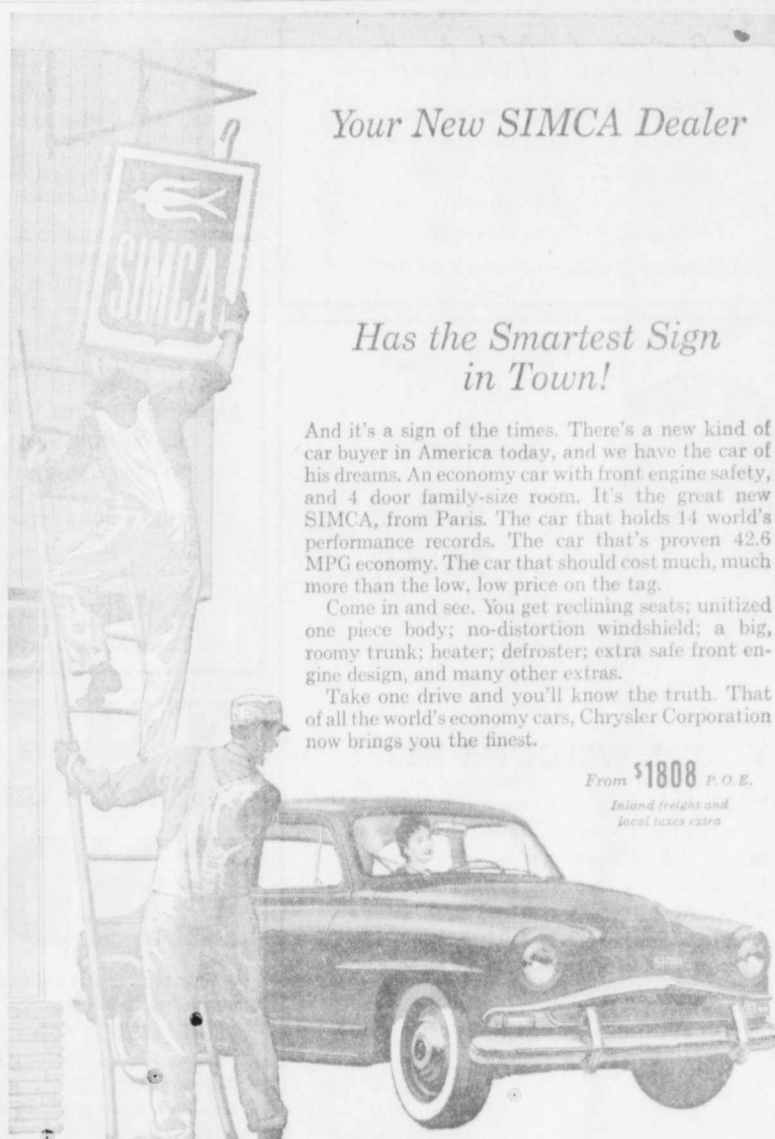 SIMCA
Your New SIMCA Dealer
Has the Smartest Sign
in Town!
And it's a sign of the times. There's a new kind of
car buyer in America today, and we have the car of
his dreams. An economy car with front engine safety,
and 4 door family-size room. It's the great new
SIMCA, from Paris. The car that holds 14 world's
performance records. The car that's proven 42.6
MPG economy. The car that should cost much, much
more than the low, low price on the tag.
Come in and see. You get reclining seats; unitized
one piece body; no-distortion windshield; a big,
roomy trunk; heater; defroster; extra safe front en-
gine design, and many other extras.
Take one drive and you'll know the truth. That
of all the world's economy cars, Chrysler Corporation
now brings you the finest.
From $1808 P.O.E.
Inland freight and
local taxes extra